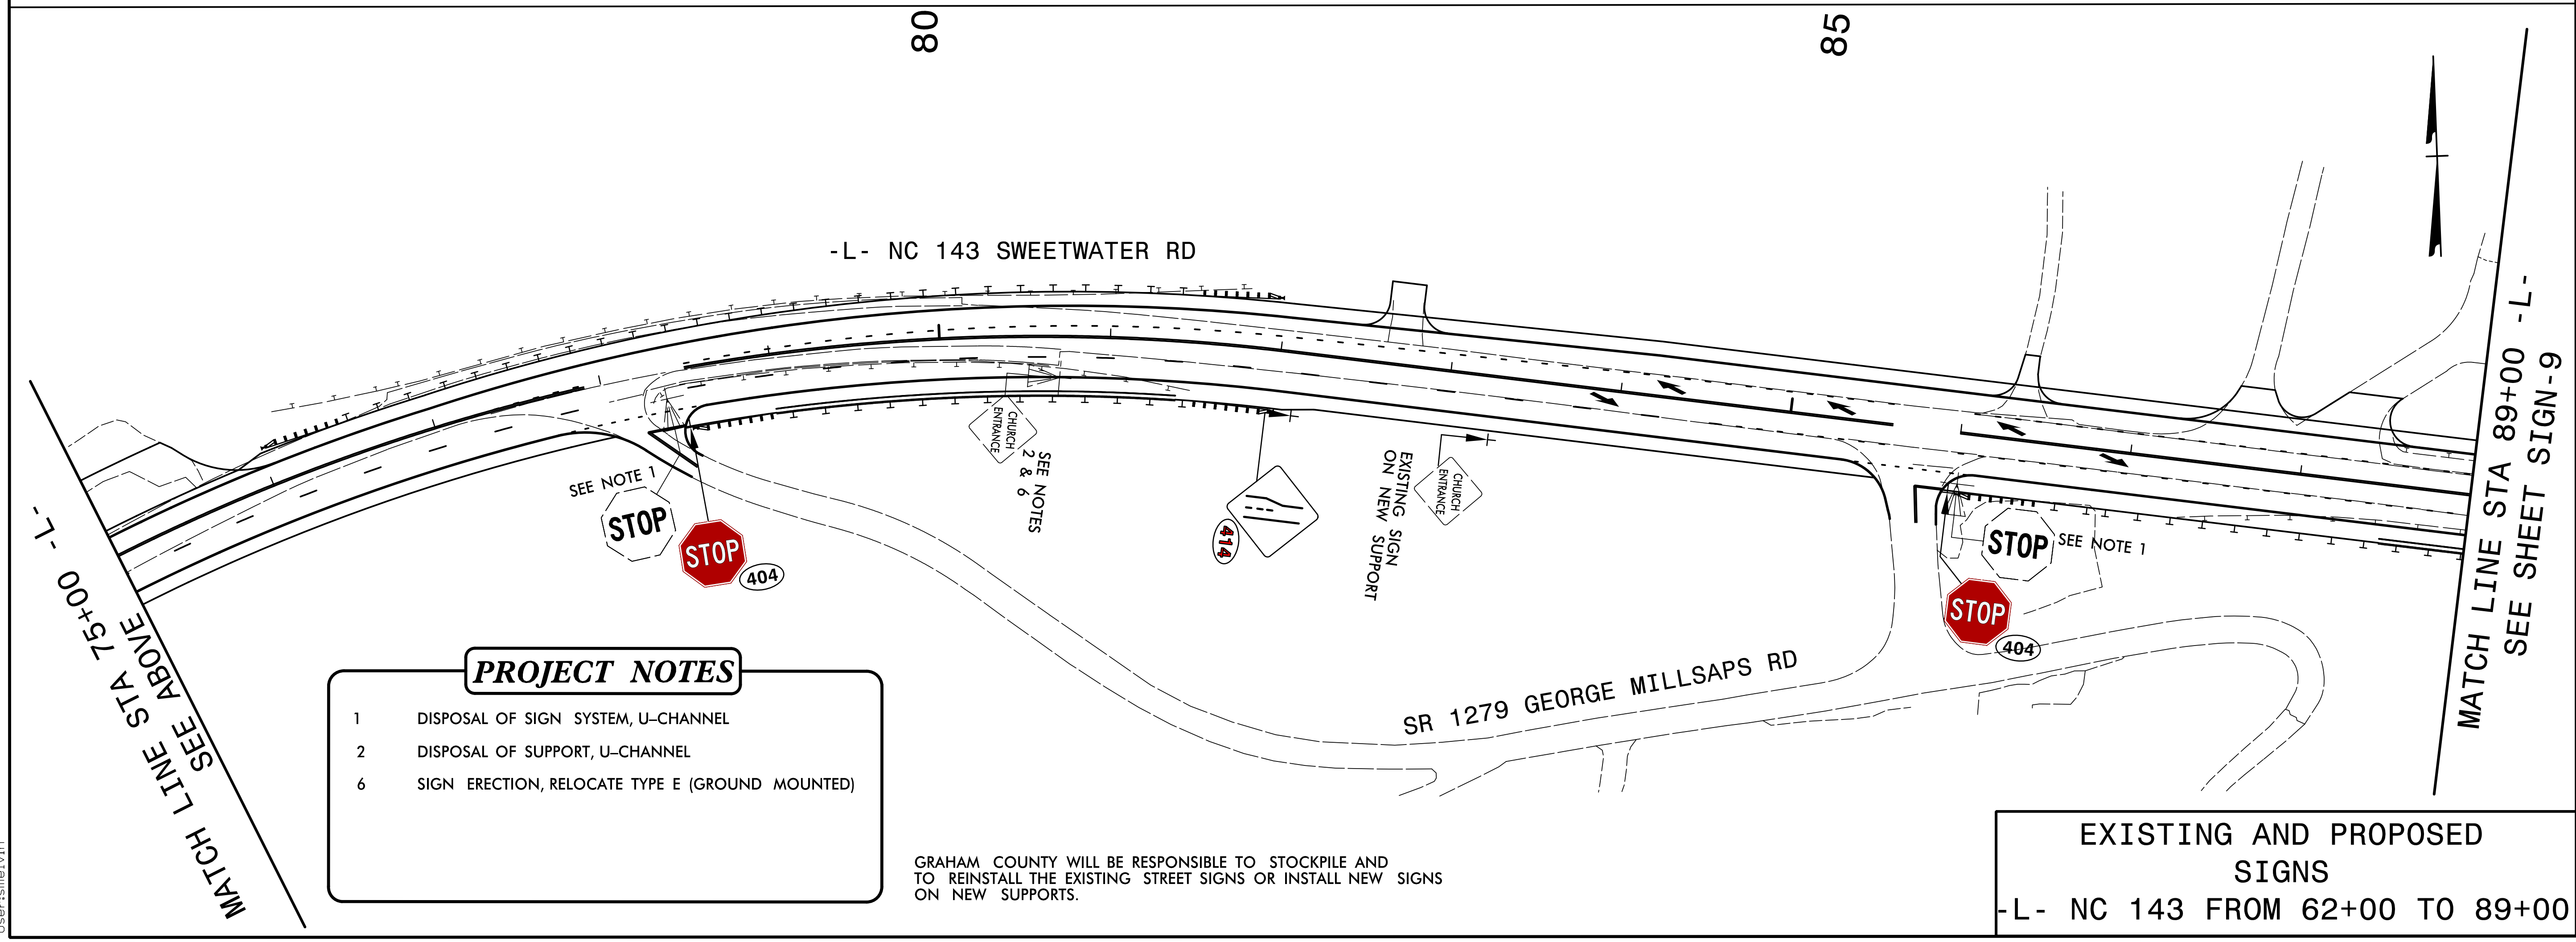 80
85
-L- NC 143 SWEETWATER RD
-L-
MATCH LINE STA 75+00
SEE ABOVE
SEE NOTE 1
STOP
STOP
404
CHURCH
ENTRANCE
SEE NOTES
2 & 6
414
EXISTING SIGN
ON NEW SUPPORT
CHURCH
ENTRANCE
STOP
SEE NOTE 1
STOP
404
SR 1279 GEORGE MILLSAPS RD
MATCH LINE STA 89+00 -L-
SEE SHEET SIGN-9
PROJECT NOTES
1 DISPOSAL OF SIGN SYSTEM, U-CHANNEL
2 DISPOSAL OF SUPPORT, U-CHANNEL
6 SIGN ERECTION, RELOCATE TYPE E (GROUND MOUNTED)
GRAHAM COUNTY WILL BE RESPONSIBLE TO STOCKPILE AND
TO REINSTALL THE EXISTING STREET SIGNS OR INSTALL NEW SIGNS
ON NEW SUPPORTS.
EXISTING AND PROPOSED
SIGNS
-L- NC 143 FROM 62+00 TO 89+00